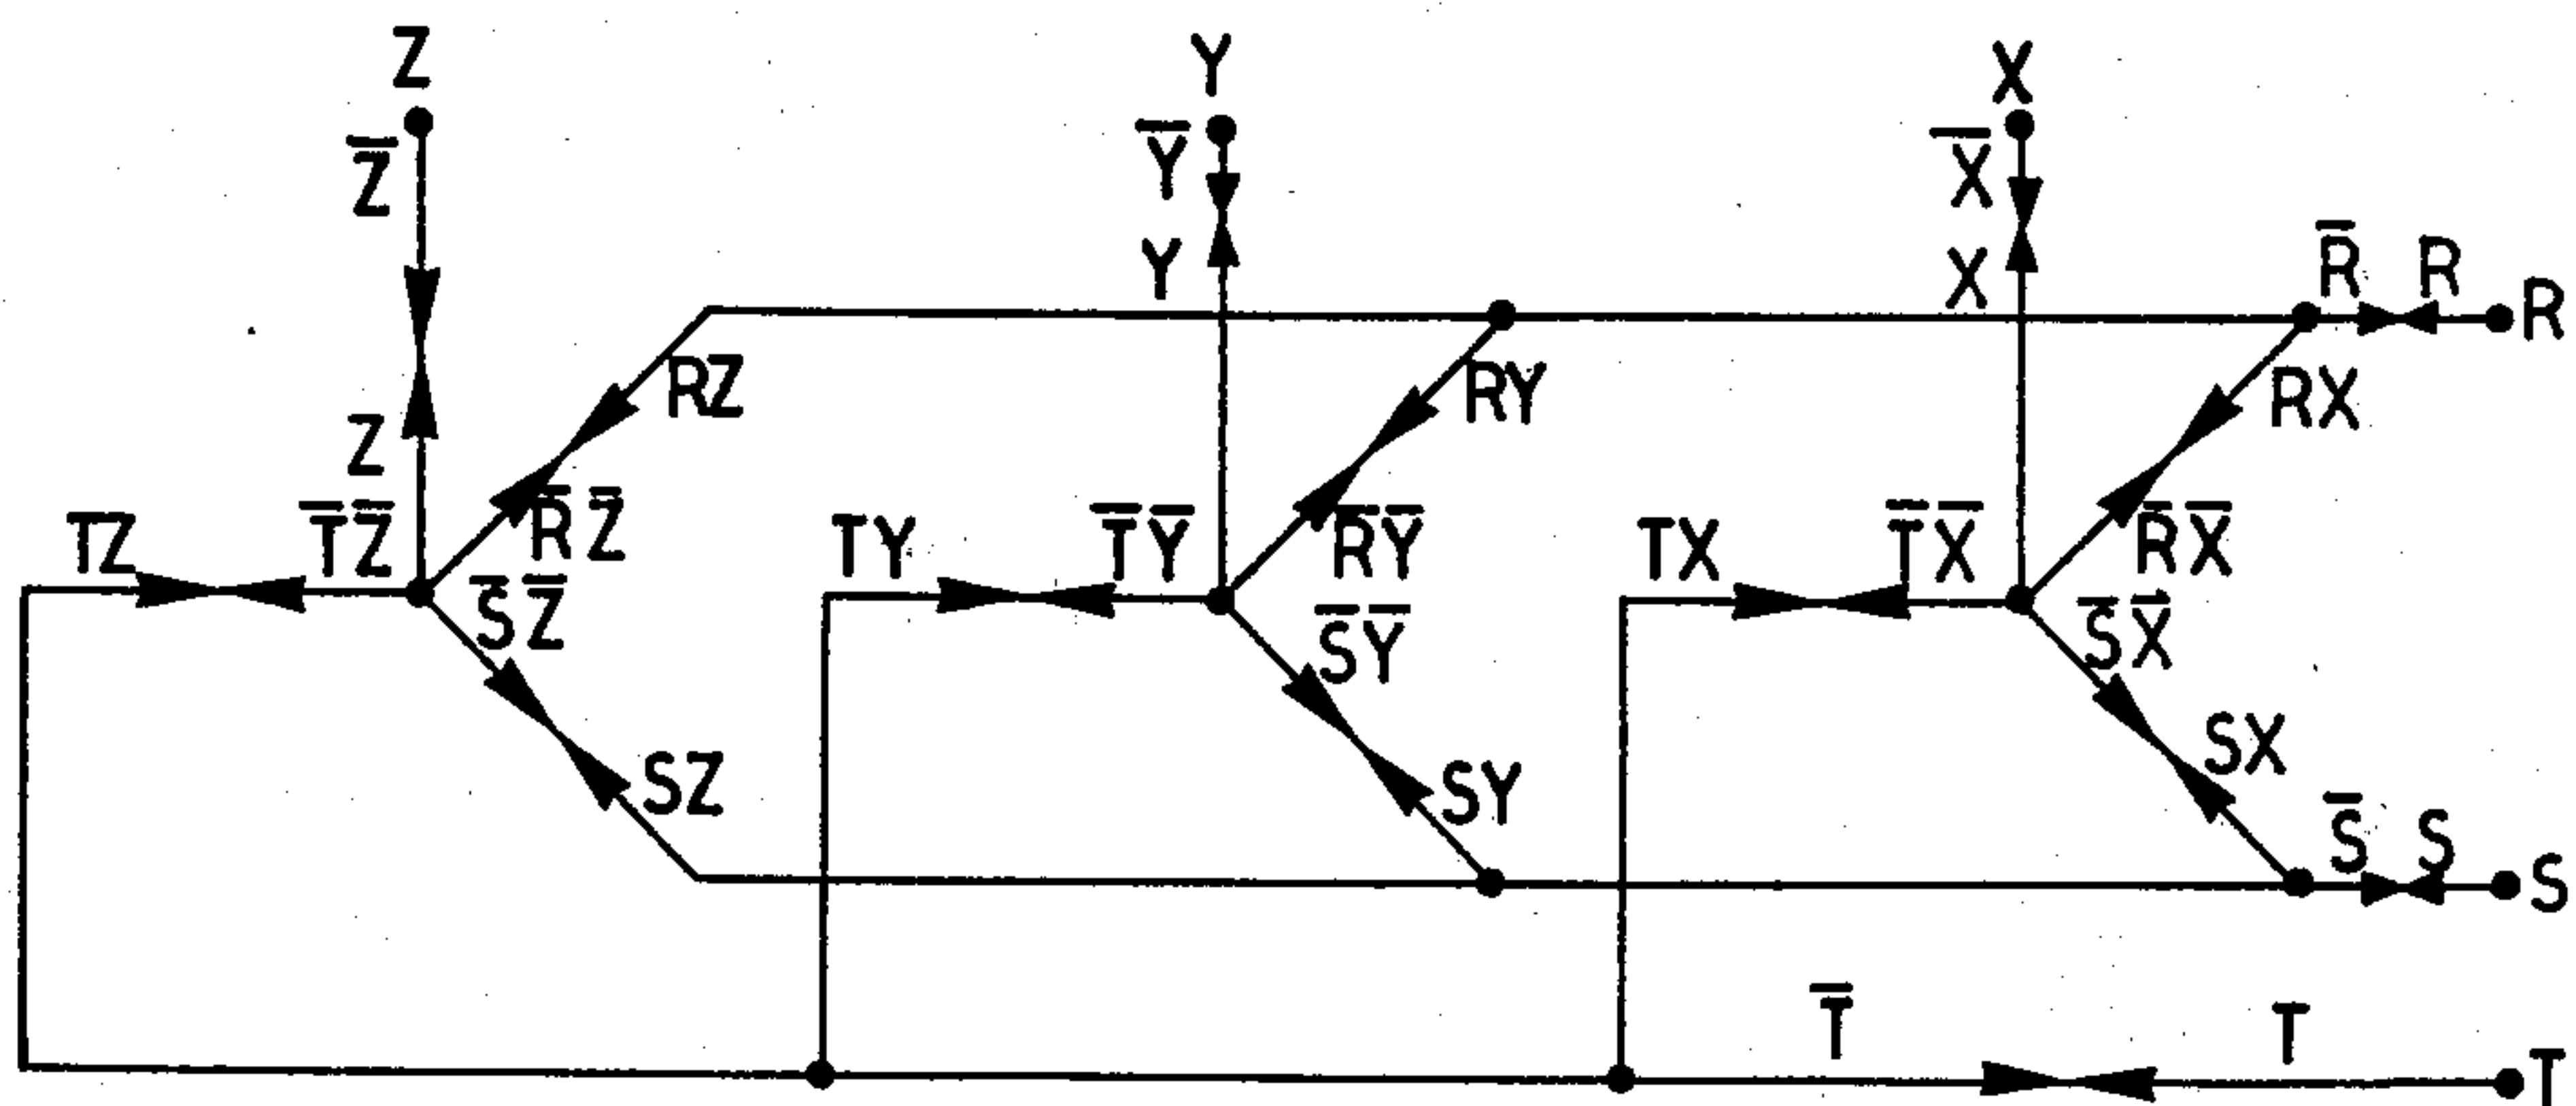 Z Y X
Z̅ Y̅ X̅
Y X R̅ R R
RZ RY RX
Z
TZ T̅Z̅ R̅Z̅ TY T̅Y̅ R̅Y̅ TX T̅X̅ R̅X̅
S̅Z̅ S̅Y̅ S̅X̅
SZ SY SX
S̅ S S
T̅ T T